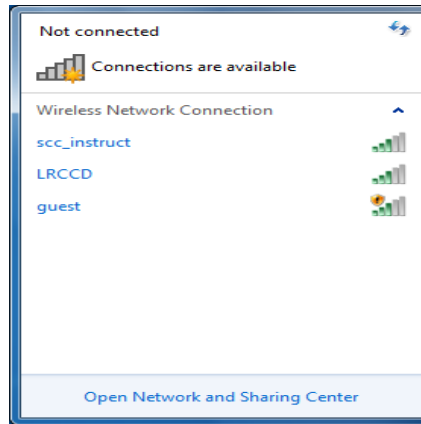 Not connected
Connections are available
Wireless Network Connection
scc_instruct
LRCCD
guest
Open Network and Sharing Center